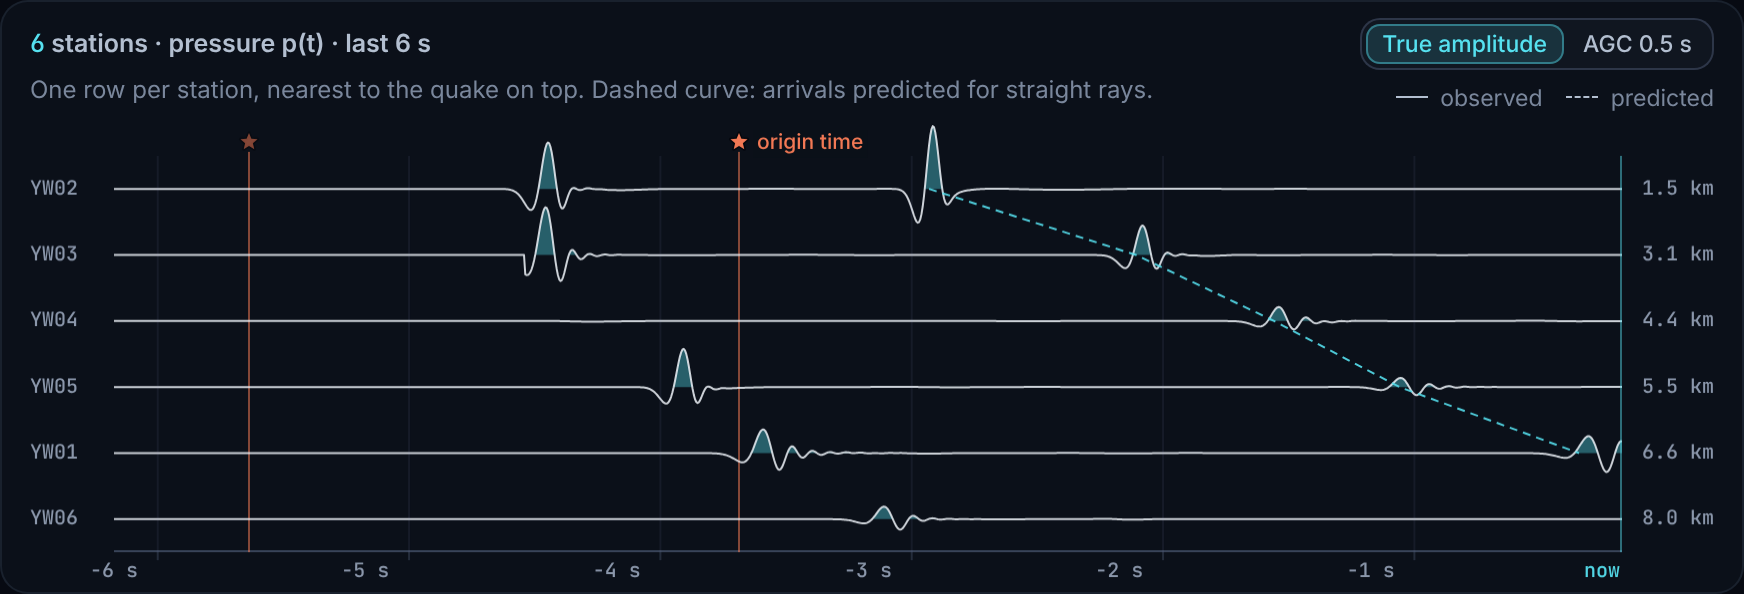 6 stations · pressure p(t) · last 6 s
True amplitude AGC 0.5 s
One row per station, nearest to the quake on top. Dashed curve: arrivals predicted for straight rays.
observed predicted
origin time
YW02 1.5 km
YW03 3.1 km
YW04 4.4 km
YW05 5.5 km
YW01 6.6 km
YW06 8.0 km
-6 s -5 s -4 s -3 s -2 s -1 s now